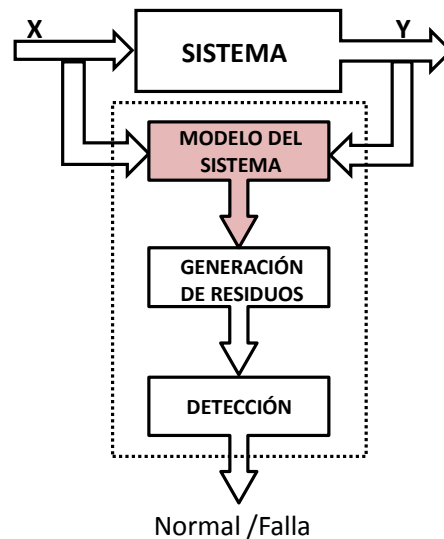 X
Y
SISTEMA
MODELO DEL
SISTEMA
GENERACIÓN
DE RESIDUOS
DETECCIÓN
Normal /Falla